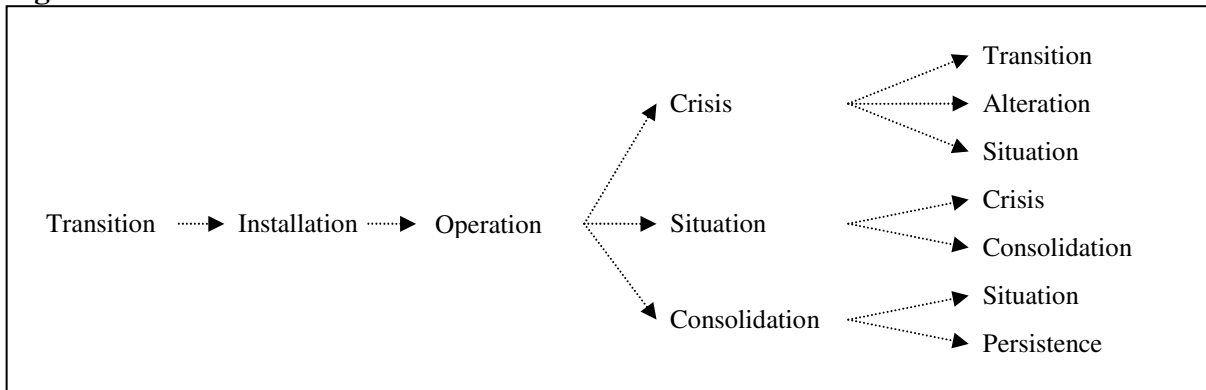 Transition
Crisis
Alteration
Situation
Crisis
Transition
Installation
Operation
Situation
Consolidation
Situation
Consolidation
Persistence